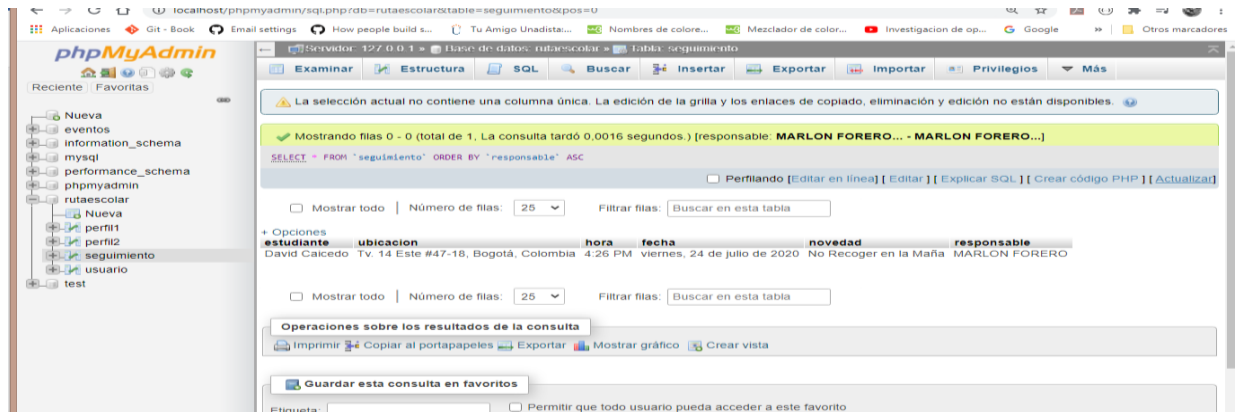 localhost/phpmyadmin/sql.php?db=rutaescolar&table=seguimiento&pos=0
Aplicaciones Git - Book Email settings How people build s... Tu Amigo Unadista:... Nombres de colore... Mezclador de color... Investigacion de op... Google » Otros marcadores
phpMyAdmin
Reciente Favoritas
Nueva
eventos
information_schema
mysql
performance_schema
phpmyadmin
rutaescolar
Nueva
perfil1
perfil2
seguimiento
usuario
test
Servidor: 127.0.0.1 » Base de datos: rutaescolar » Tabla: seguimiento
Examinar Estructura SQL Buscar Insertar Exportar Importar Privilegios Más
La selección actual no contiene una columna única. La edición de la grilla y los enlaces de copiado, eliminación y edición no están disponibles.
Mostrando filas 0 - 0 (total de 1, La consulta tardó 0,0016 segundos.) [responsable: MARLON FORERO... - MARLON FORERO...]
SELECT * FROM `seguimiento` ORDER BY `responsable` ASC
Perfilando [Editar en línea] [ Editar ] [ Explicar SQL ] [ Crear código PHP ] [ Actualizar]
Mostrar todo | Número de filas: 25 Filtrar filas: Buscar en esta tabla
+ Opciones
estudiante ubicacion hora fecha novedad responsable
David Caicedo Tv. 14 Este #47-18, Bogotá, Colombia 4:26 PM viernes, 24 de julio de 2020 No Recoger en la Maña MARLON FORERO
Mostrar todo | Número de filas: 25 Filtrar filas: Buscar en esta tabla
Operaciones sobre los resultados de la consulta
Imprimir Copiar al portapapeles Exportar Mostrar gráfico Crear vista
Guardar esta consulta en favoritos
Etiqueta: Permitir que todo usuario pueda acceder a este favorito